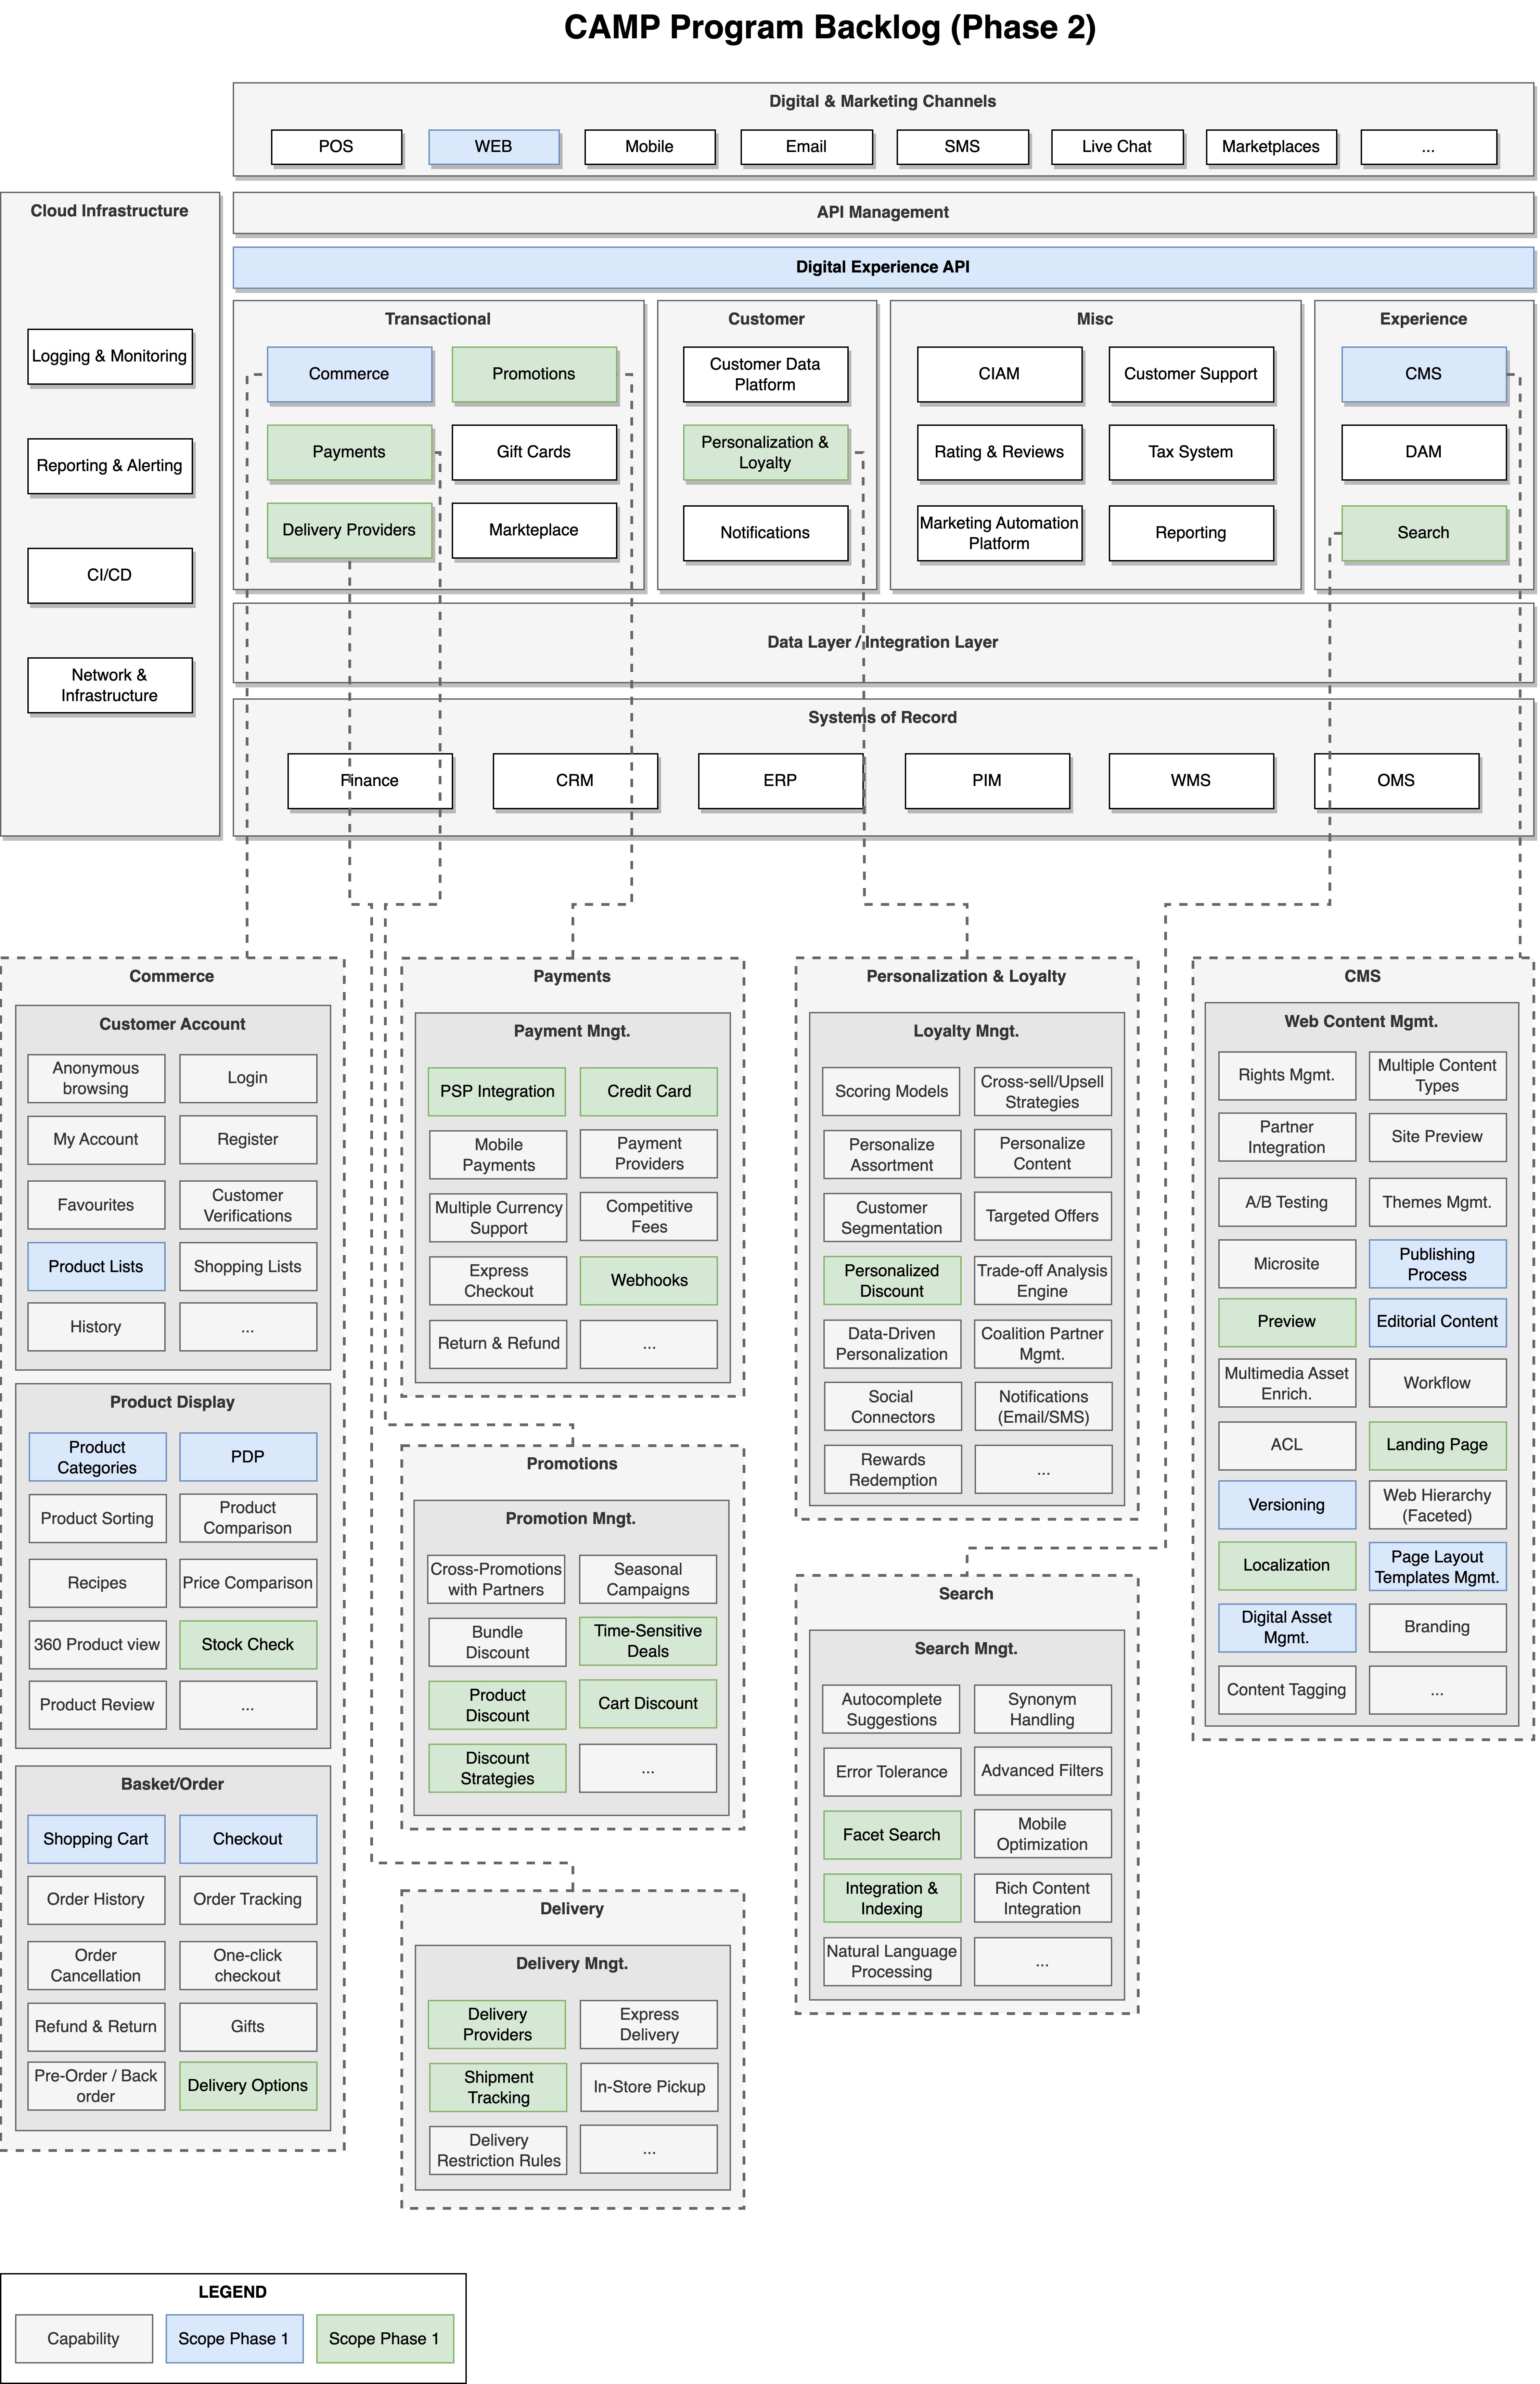 CAMP Program Backlog (Phase 2)
Digital & Marketing Channels
POS
WEB
Mobile
Email
SMS
Live Chat
Marketplaces
...
Cloud Infrastructure
Logging & Monitoring
Reporting & Alerting
CI/CD
Network &
Infrastructure
API Management
Digital Experience API
Transactional
Commerce
Promotions
Payments
Gift Cards
Delivery Providers
Markteplace
Customer
Customer Data
Platform
Personalization &
Loyalty
Notifications
Misc
CIAM
Customer Support
Rating & Reviews
Tax System
Marketing Automation
Platform
Reporting
Experience
CMS
DAM
Search
Data Layer / Integration Layer
Systems of Record
Finance
CRM
ERP
PIM
WMS
OMS
Commerce
Customer Account
Anonymous
browsing
Login
My Account
Register
Favourites
Customer
Verifications
Product Lists
Shopping Lists
History
...
Product Display
Product
Categories
PDP
Product Sorting
Product
Comparison
Recipes
Price Comparison
360 Product view
Stock Check
Product Review
...
Basket/Order
Shopping Cart
Checkout
Order History
Order Tracking
Order
Cancellation
One-click
checkout
Refund & Return
Gifts
Pre-Order / Back
order
Delivery Options
Payments
Payment Mngt.
PSP Integration
Credit Card
Mobile
Payments
Payment
Providers
Multiple Currency
Support
Competitive
Fees
Express
Checkout
Webhooks
Return & Refund
...
Promotions
Promotion Mngt.
Cross-Promotions
with Partners
Seasonal
Campaigns
Bundle
Discount
Time-Sensitive
Deals
Product
Discount
Cart Discount
Discount
Strategies
...
Delivery
Delivery Mngt.
Delivery
Providers
Express
Delivery
Shipment
Tracking
In-Store Pickup
Delivery
Restriction Rules
...
Personalization & Loyalty
Loyalty Mngt.
Scoring Models
Cross-sell/Upsell
Strategies
Personalize
Assortment
Personalize
Content
Customer
Segmentation
Targeted Offers
Personalized
Discount
Trade-off Analysis
Engine
Data-Driven
Personalization
Coalition Partner
Mgmt.
Social
Connectors
Notifications
(Email/SMS)
Rewards
Redemption
...
Search
Search Mngt.
Autocomplete
Suggestions
Synonym
Handling
Error Tolerance
Advanced Filters
Facet Search
Mobile
Optimization
Integration &
Indexing
Rich Content
Integration
Natural Language
Processing
...
CMS
Web Content Mgmt.
Rights Mgmt.
Multiple Content
Types
Partner
Integration
Site Preview
A/B Testing
Themes Mgmt.
Microsite
Publishing
Process
Preview
Editorial Content
Multimedia Asset
Enrich.
Workflow
ACL
Landing Page
Versioning
Web Hierarchy
(Faceted)
Localization
Page Layout
Templates Mgmt.
Digital Asset
Mgmt.
Branding
Content Tagging
...
LEGEND
Capability
Scope Phase 1
Scope Phase 1